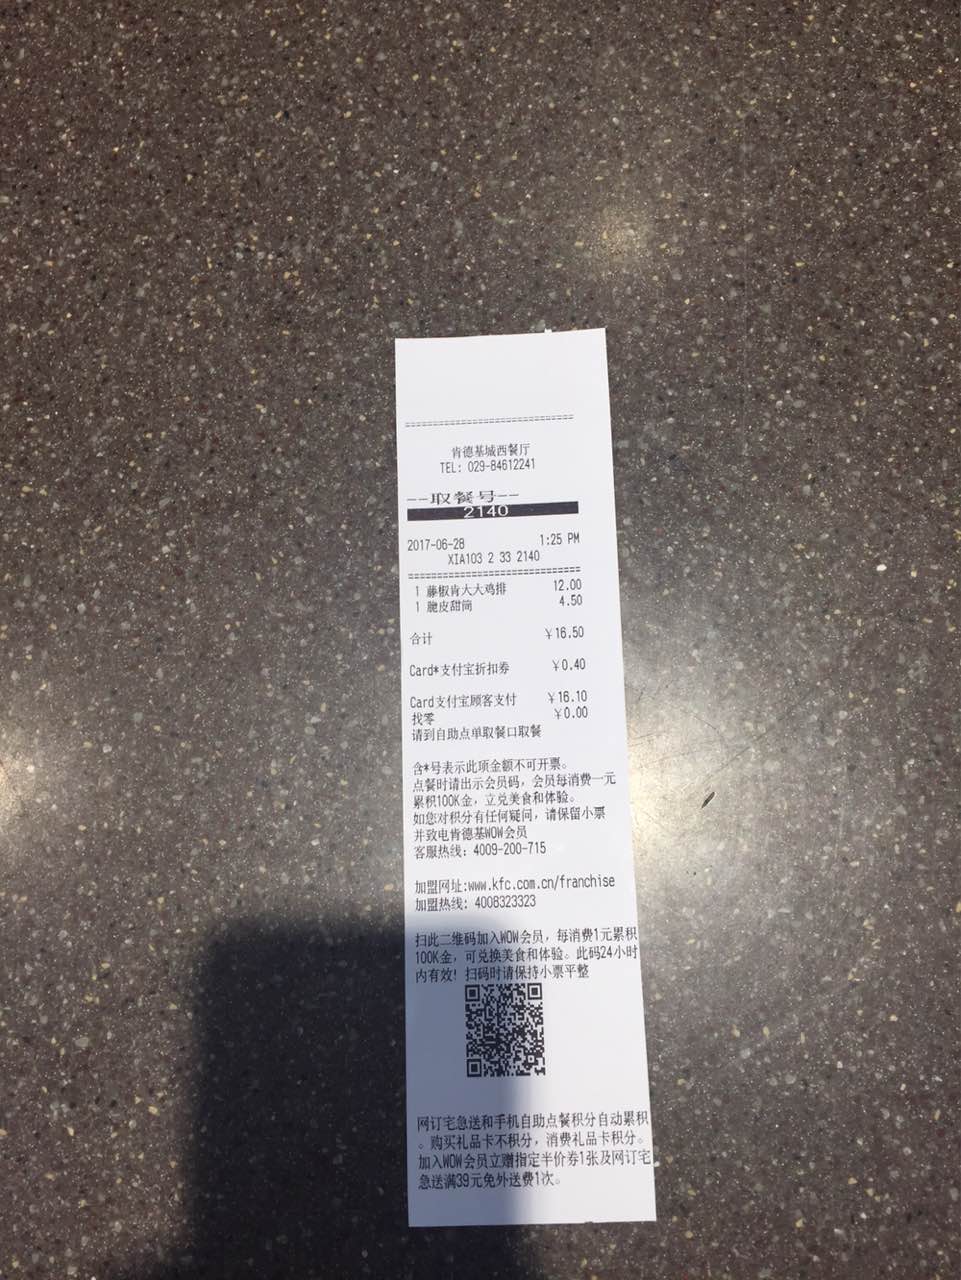 ==============================
肯德基城西餐厅
TEL: 029-84612241
--取餐号--
2140
2017-06-28 1:25 PM
XIA103 2 33 2140
==============================
1 藤椒肯大大鸡排 12.00
1 脆皮甜筒 4.50
合计 ¥16.50
Card*支付宝折扣券 ¥0.40
Card支付宝顾客支付 ¥16.10
找零 ¥0.00
请到自助点单取餐口取餐
含*号表示此项金额不可开票。
点餐时请出示会员码，会员每消费一元
累积100K金，立兑美食和体验。
如您对积分有任何疑问，请保留小票
并致电肯德基WOW会员
客服热线: 4009-200-715
加盟网址:www.kfc.com.cn/franchise
加盟热线: 4008323323
扫此二维码加入WOW会员，每消费1元累积
100K金，可兑换美食和体验。此码24小时
内有效！扫码时请保持小票平整
网订宅急送和手机自助点餐积分自动累积
。购买礼品卡不积分，消费礼品卡积分。
加入WOW会员立赠指定半价券1张及网订宅
急送满39元免外送费1次。